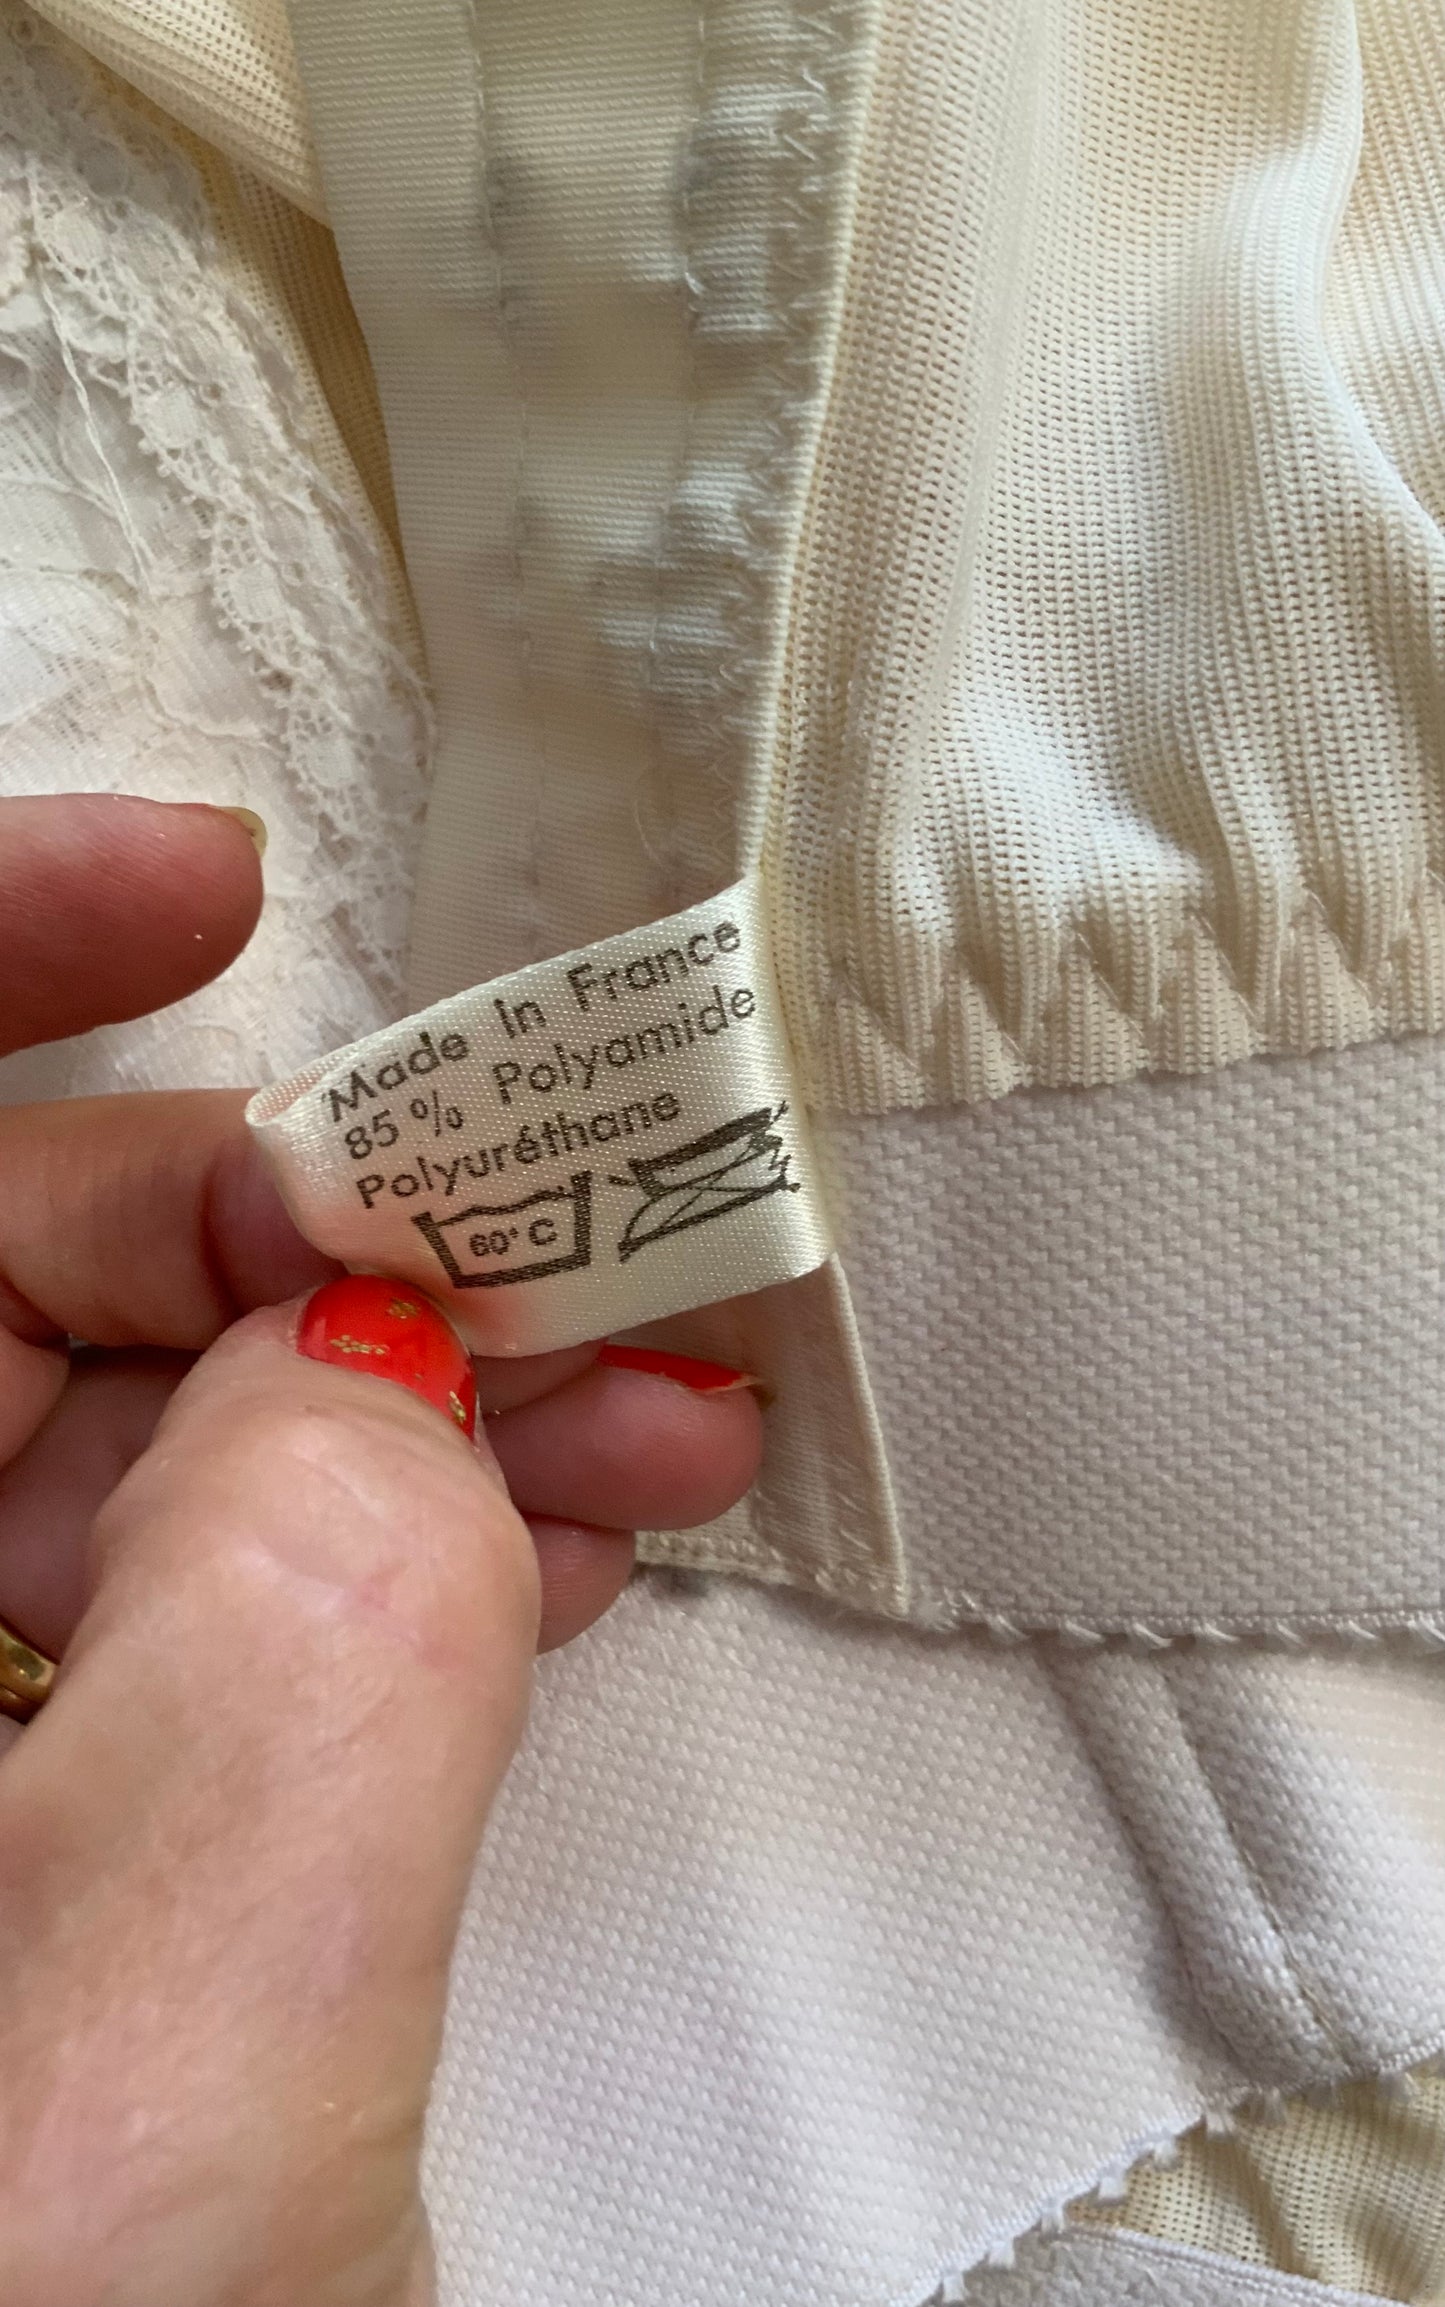 Made In France
85 % Polyamide
Polyuréthane
60° C